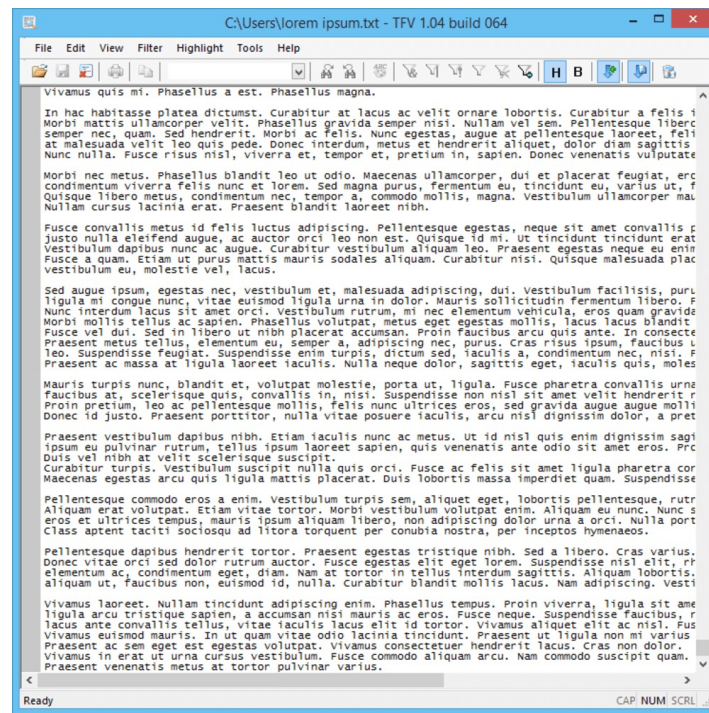 C:\Users\lorem ipsum.txt - TFV 1.04 build 064
File Edit View Filter Highlight Tools Help
H B
Vivamus quis mi. Phasellus a est. Phasellus magna.
In hac habitasse platea dictumst. Curabitur at lacus ac velit ornare lobortis. Curabitur a felis i
Morbi mattis ullamcorper velit. Phasellus gravida semper nisi. Nullam vel sem. Pellentesque liberc
semper nec, quam. Sed hendrerit. Morbi ac felis. Nunc egestas, augue at pellentesque laoreet, feli
at malesuada velit leo quis pede. Donec interdum, metus et hendrerit aliquet, dolor diam sagittis
Nunc nulla. Fusce risus nisl, viverra et, tempor et, pretium in, sapien. Donec venenatis vulputate
Morbi nec metus. Phasellus blandit leo ut odio. Maecenas ullamcorper, dui et placerat feugiat, erc
condimentum viverra felis nunc et lorem. Sed magna purus, fermentum eu, tincidunt eu, varius ut, f
Quisque libero metus, condimentum nec, tempor a, commodo mollis, magna. Vestibulum ullamcorper mau
Nullam cursus lacinia erat. Praesent blandit laoreet nibh.
Fusce convallis metus id felis luctus adipiscing. Pellentesque egestas, neque sit amet convallis p
justo nulla eleifend augue, ac auctor orci leo non est. Quisque id mi. Ut tincidunt tincidunt erat
Vestibulum dapibus nunc ac augue. Curabitur vestibulum aliquam leo. Praesent egestas neque eu enim
Fusce a quam. Etiam ut purus mattis mauris sodales aliquam. Curabitur nisi. Quisque malesuada plac
vestibulum eu, molestie vel, lacus.
Sed augue ipsum, egestas nec, vestibulum et, malesuada adipiscing, dui. Vestibulum facilisis, puru
ligula mi congue nunc, vitae euismod ligula urna in dolor. Mauris sollicitudin fermentum libero. P
Nunc interdum lacus sit amet orci. Vestibulum rutrum, mi nec elementum vehicula, eros quam gravida
Morbi mollis tellus ac sapien. Phasellus volutpat, metus eget egestas mollis, lacus lacus blandit
Fusce vel dui. Sed in libero ut nibh placerat accumsan. Proin faucibus arcu quis ante. In consecte
Praesent metus tellus, elementum eu, semper a, adipiscing nec, purus. Cras risus ipsum, faucibus u
leo. Suspendisse feugiat. Suspendisse enim turpis, dictum sed, iaculis a, condimentum nec, nisi. P
Praesent ac massa at ligula laoreet iaculis. Nulla neque dolor, sagittis eget, iaculis quis, moles
Mauris turpis nunc, blandit et, volutpat molestie, porta ut, ligula. Fusce pharetra convallis urna
faucibus at, scelerisque quis, convallis in, nisi. Suspendisse non nisl sit amet velit hendrerit r
Proin pretium, leo ac pellentesque mollis, felis nunc ultrices eros, sed gravida augue augue molli
Donec id justo. Praesent porttitor, nulla vitae posuere iaculis, arcu nisl dignissim dolor, a pret
Praesent vestibulum dapibus nibh. Etiam iaculis nunc ac metus. Ut id nisl quis enim dignissim sagi
ipsum eu pulvinar rutrum, tellus ipsum laoreet sapien, quis venenatis ante odio sit amet eros. Prc
Duis vel nibh at velit scelerisque suscipit.
Curabitur turpis. Vestibulum suscipit nulla quis orci. Fusce ac felis sit amet ligula pharetra cor
Maecenas egestas arcu quis ligula mattis placerat. Duis lobortis massa imperdiet quam. Suspendisse
Pellentesque commodo eros a enim. Vestibulum turpis sem, aliquet eget, lobortis pellentesque, rutr
Aliquam erat volutpat. Etiam vitae tortor. Morbi vestibulum volutpat enim. Aliquam eu nunc. Nunc s
eros et ultrices tempus, mauris ipsum aliquam libero, non adipiscing dolor urna a orci. Nulla port
Class aptent taciti sociosqu ad litora torquent per conubia nostra, per inceptos hymenaeos.
Pellentesque dapibus hendrerit tortor. Praesent egestas tristique nibh. Sed a libero. Cras varius.
Donec vitae orci sed dolor rutrum auctor. Fusce egestas elit eget lorem. Suspendisse nisl elit, rh
elementum ac, condimentum eget, diam. Nam at tortor in tellus interdum sagittis. Aliquam lobortis.
aliquam ut, faucibus non, euismod id, nulla. Curabitur blandit mollis lacus. Nam adipiscing. Vesti
Vivamus laoreet. Nullam tincidunt adipiscing enim. Phasellus tempus. Proin viverra, ligula sit ame
ligula arcu tristique sapien, a accumsan nisi mauris ac eros. Fusce neque. Suspendisse faucibus, r
lacus ante convallis tellus, vitae iaculis lacus elit id tortor. Vivamus aliquet elit ac nisl. Fus
Vivamus euismod mauris. In ut quam vitae odio lacinia tincidunt. Praesent ut ligula non mi varius
Praesent ac sem eget est egestas volutpat. Vivamus consectetuer hendrerit lacus. Cras non dolor.
Vivamus in erat ut urna cursus vestibulum. Fusce commodo aliquam arcu. Nam commodo suscipit quam.
Praesent venenatis metus at tortor pulvinar varius.
Ready CAP NUM SCRL